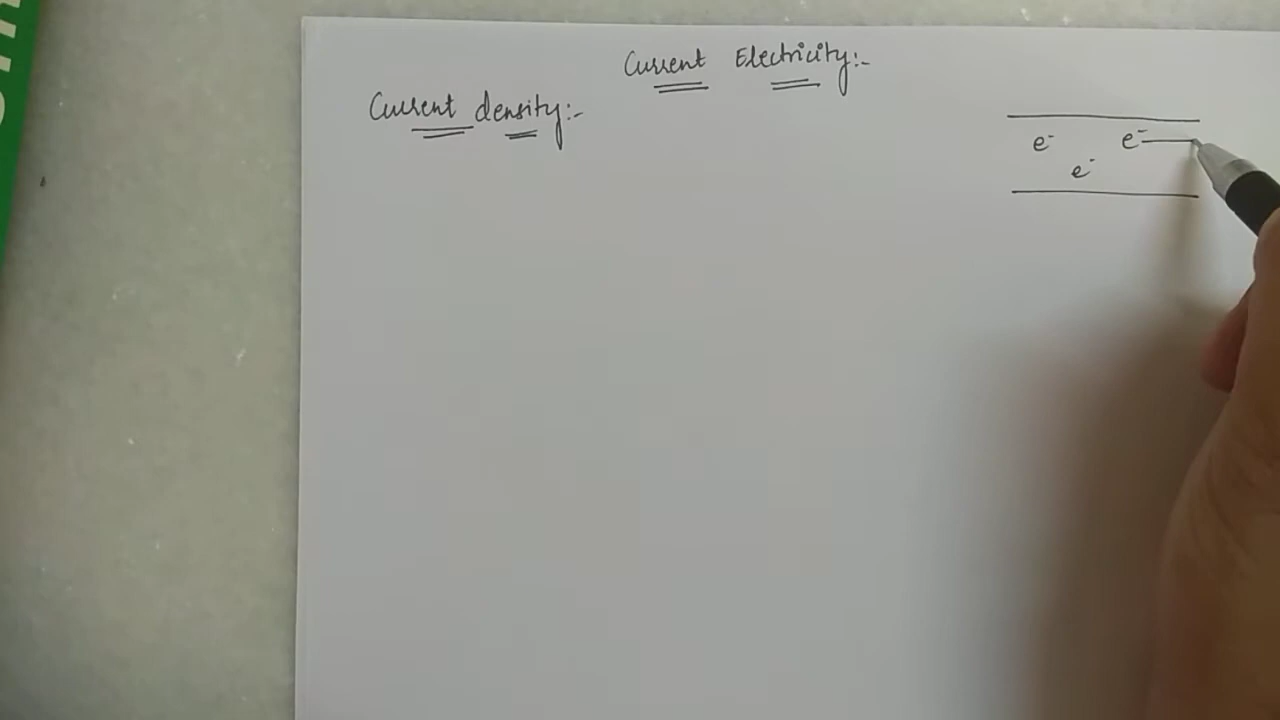 Current Electricity:-
Current density:-
e⁻ e⁻
e⁻